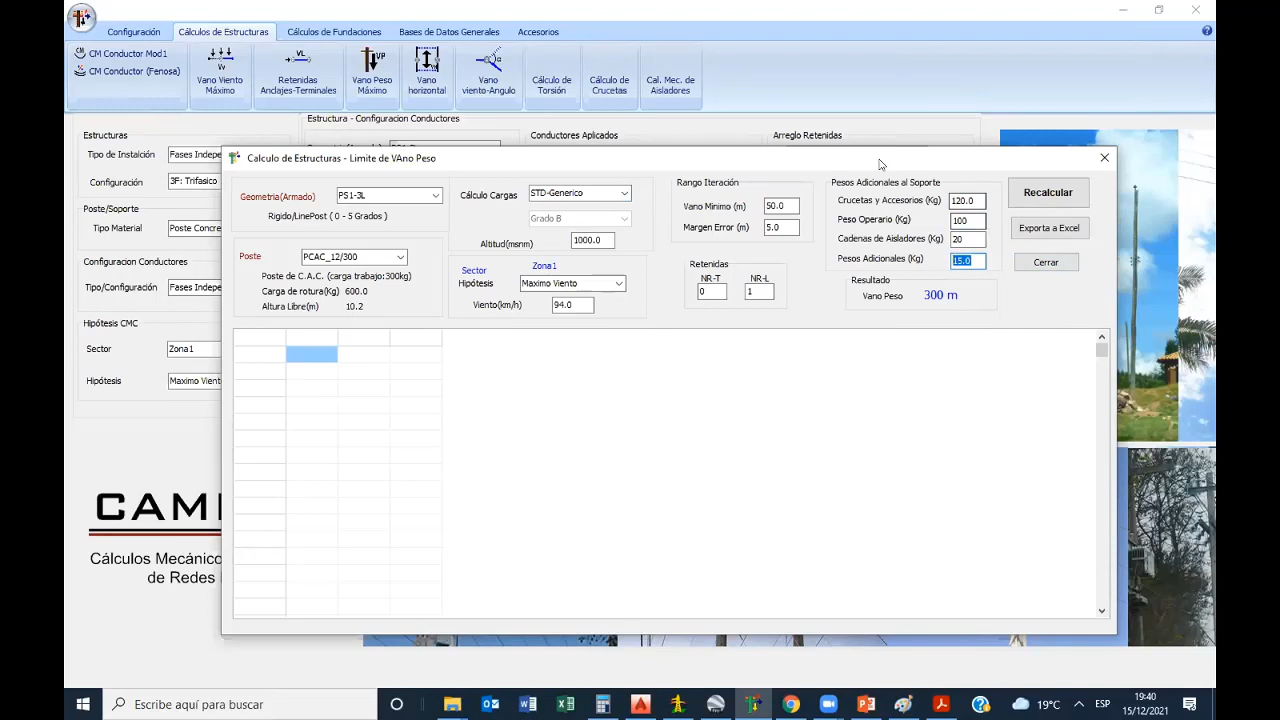 Configuración
Cálculos de Estructuras
Cálculos de Fundaciones
Bases de Datos Generales
Accesorios
CM Conductor Mod1
CM Conductor (Fenosa)
Vano Viento Máximo
VL
Retenidas Anclajes-Terminales
VP
Vano Peso Máximo
Vano horizontal
Vano viento-Angulo
Cálculo de Torsión
Cálculo de Crucetas
Cal. Mec. de Aisladores
Estructuras
Tipo de Instalción
Fases Indepe
Configuración
3F: Trifasico
Poste/Soporte
Tipo Material
Poste Concre
Configuracion Conductores
Tipo/Configuración
Fases Indepe
Hipótesis CMC
Sector
Zona1
Hipótesis
Maximo Vient
Estructura - Configuracion Conductores
Conductores Aplicados
Arreglo Retenidas
Calculo de Estructuras - Limite de VAno Peso
Geometria(Armado)
PS1-3L
Rigido/LinePost ( 0 - 5 Grados )
Poste
PCAC_12/300
Poste de C.A.C. (carga trabajo:300kg)
Carga de rotura(Kg) 600.0
Altura Libre(m) 10.2
Cálculo Cargas
STD-Generico
Grado B
Altitud(msnm)
1000.0
Sector
Zona1
Hipótesis
Maximo Viento
Viento(km/h)
94.0
Rango Iteración
Vano Minimo (m)
50.0
Margen Error (m)
5.0
Retenidas
NR-T NR-L
0 1
Pesos Adicionales al Soporte
Crucetas y Accesorios (Kg)
120.0
Peso Operario (Kg)
100
Cadenas de Aisladores (Kg)
20
Pesos Adicionales (Kg)
15.0
Resultado
Vano Peso
300 m
Recalcular
Exporta a Excel
Cerrar
CAM
Cálculos Mecánico
de Redes
Escribe aquí para buscar
19°C
ESP
19:40
15/12/2021